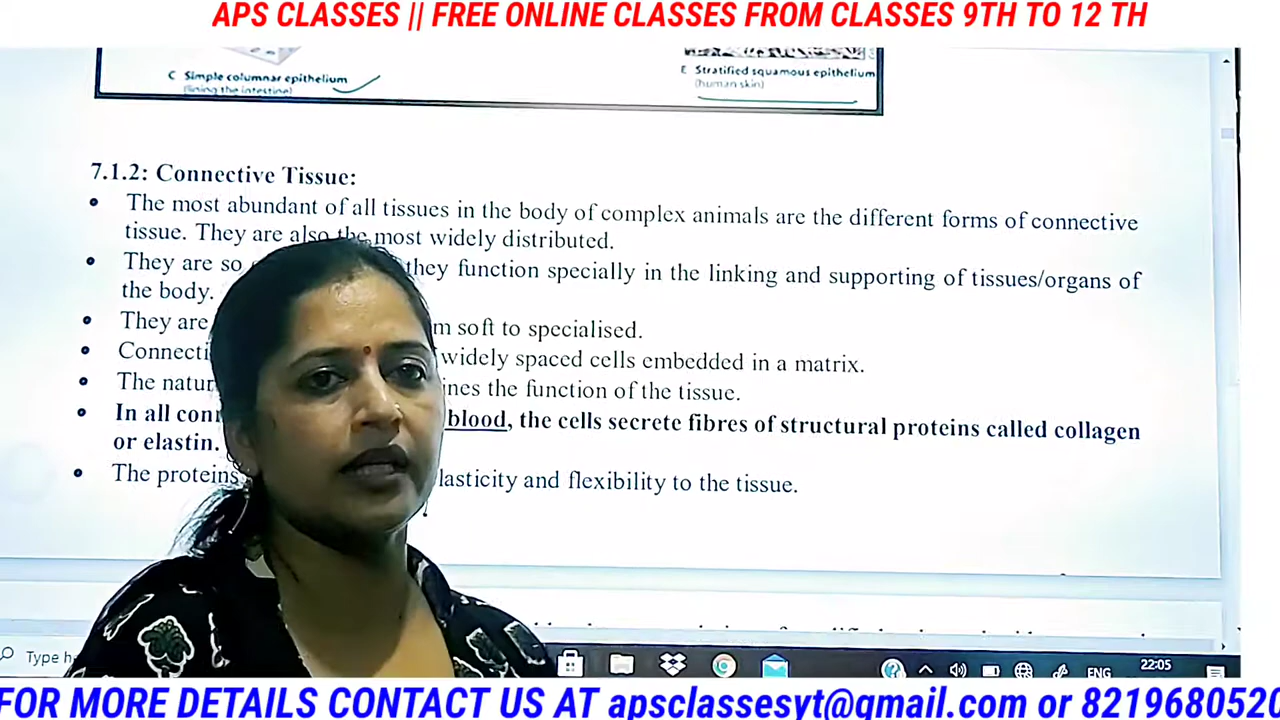 APS CLASSES || FREE ONLINE CLASSES FROM CLASSES 9TH TO 12 TH
C Simple columnar epithelium
(lining the intestine)
E Stratified squamous epithelium
(human skin)
7.1.2: Connective Tissue:
The most abundant of all tissues in the body of complex animals are the different forms of connective
tissue. They are also the most widely distributed.
They are so they function specially in the linking and supporting of tissues/organs of
the body.
They are soft to specialised.
widely spaced cells embedded in a matrix.
The the function of the tissue.
In all blood, the cells secrete fibres of structural proteins called collagen
or elastin.
The proteins and flexibility to the tissue.
Type
ENG
22:05
FOR MORE DETAILS CONTACT US AT apsclassesyt@gmail.com or 8219680520